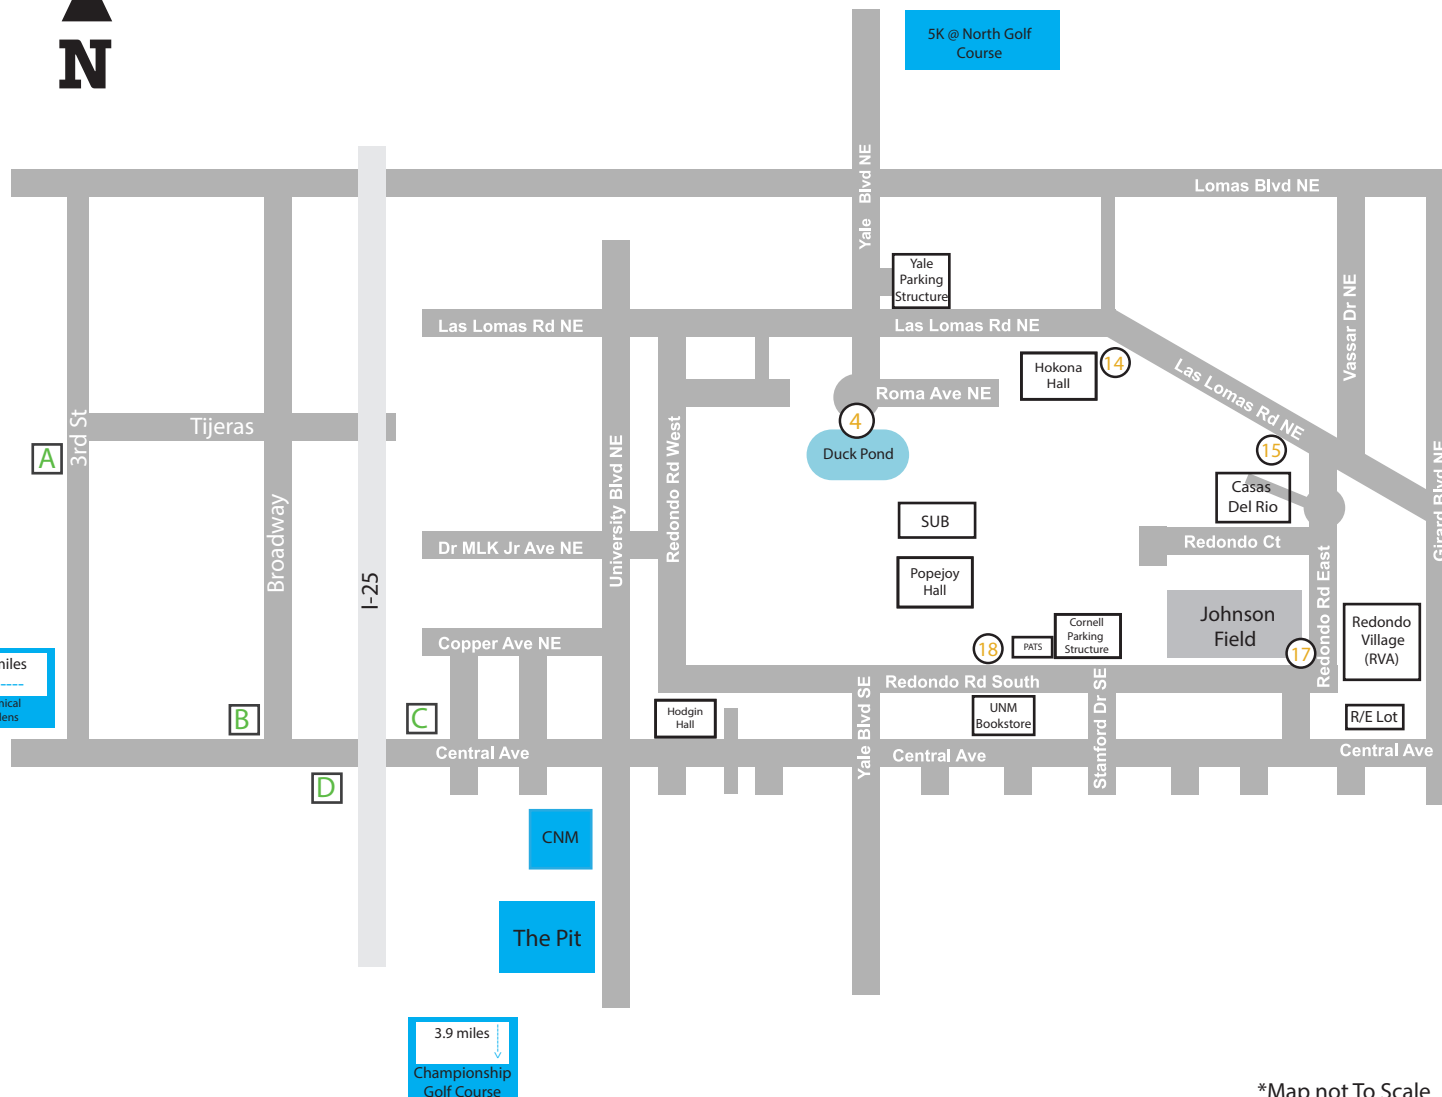 N
5K @ North Golf
Course
Lomas Blvd NE
Yale Blvd NE
Yale
Parking
Structure
Las Lomas Rd NE
Las Lomas Rd NE
Las Lomas Rd NE
Vassar Dr NE
Girard Blvd NE
Hokona
Hall
14
Roma Ave NE
4
Duck Pond
3rd St
Tijeras
A
Broadway
I-25
University Blvd NE
Redondo Rd West
15
Casas
Del Rio
SUB
Dr MLK Jr Ave NE
Redondo Ct
Popejoy
Hall
Redondo Rd East
Johnson
Field
Redondo
Village
(RVA)
Copper Ave NE
18
PATS
Cornell
Parking
Structure
17
Redondo Rd South
miles
B
C
Hodgin
Hall
Yale Blvd SE
UNM
Bookstore
Stanford Dr SE
R/E Lot
Central Ave
Central Ave
Central Ave
D
CNM
The Pit
3.9 miles
Championship
Golf Course
*Map not To Scale